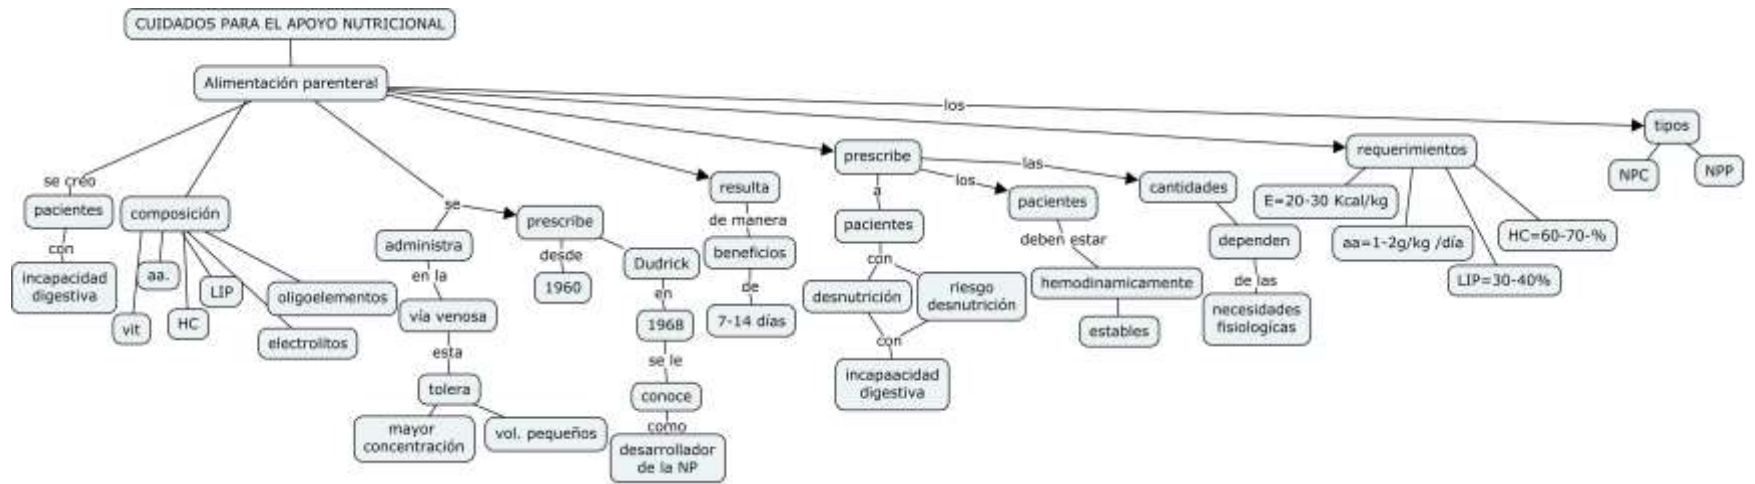 CUIDADOS PARA EL APOYO NUTRICIONAL
Alimentación parenteral
se creó
pacientes
con
incapacidad
digestiva
composición
vit
aa.
HC
LIP
electrolitos
oligoelementos
se
administra
en la
vía venosa
esta
tolera
mayor
concentración
vol. pequeños
prescribe
desde
1960
Dudrick
en
1968
se le
conoce
como
desarrollador
de la NP
resulta
de manera
beneficios
de
7-14 días
prescribe
a
pacientes
con
desnutrición
riesgo
desnutrición
con
incapaacidad
digestiva
los
pacientes
deben estar
hemodinamicamente
estables
las
cantidades
dependen
de las
necesidades
fisiologícas
requerimientos
E=20-30 Kcal/kg
aa=1-2g/kg /día
LIP=30-40%
HC=60-70-%
los
tipos
NPC
NPP